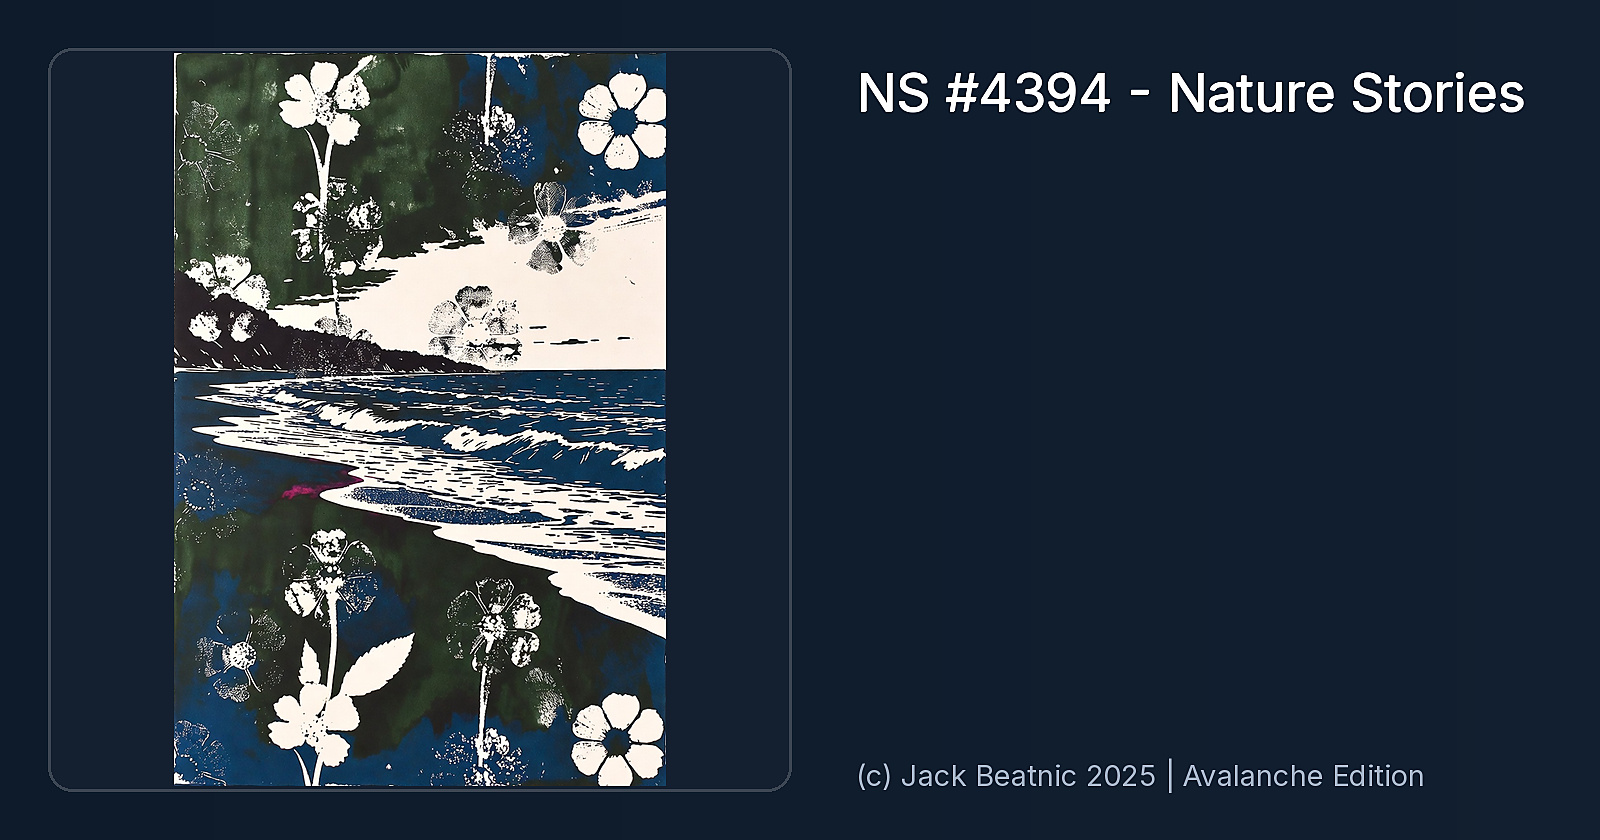 NS #4394 - Nature Stories
(c) Jack Beatnic 2025 | Avalanche Edition